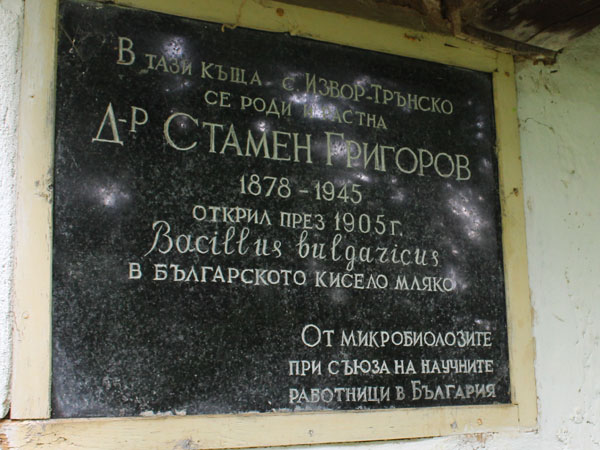 В тази къща - с. Извор-Трънско
се роди и растна
Д-р Стамен Григоров
1878 - 1945
открил през 1905 г.
Bacillus bulgaricus
в българското кисело мляко
От микробиолозите
при Съюза на научните
работници в България